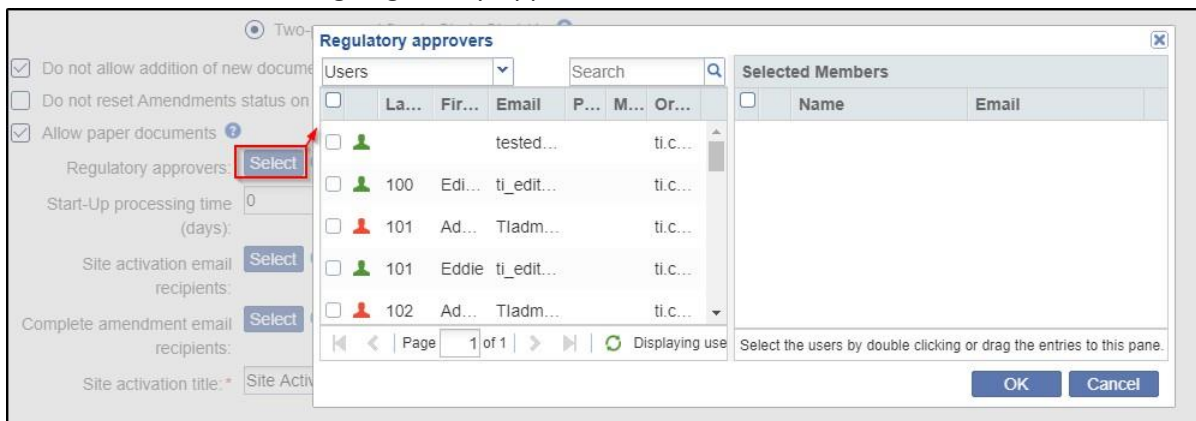 Two-
Regulatory approvers
Do not allow addition of new docume
Users Search Selected Members
Do not reset Amendments status on
La... Fir... Email P... M... Or... Name Email
Allow paper documents
tested... ti.c...
Regulatory approvers: Select
100 Edi... ti_edit... ti.c...
Start-Up processing time (days): 0
101 Ad... TIadm... ti.c...
Site activation email recipients: Select
101 Eddie ti_edit... ti.c...
Complete amendment email recipients: Select
102 Ad... TIadm... ti.c...
Page 1 of 1 Displaying use Select the users by double clicking or drag the entries to this pane.
Site activation title:* Site Activ
OK Cancel